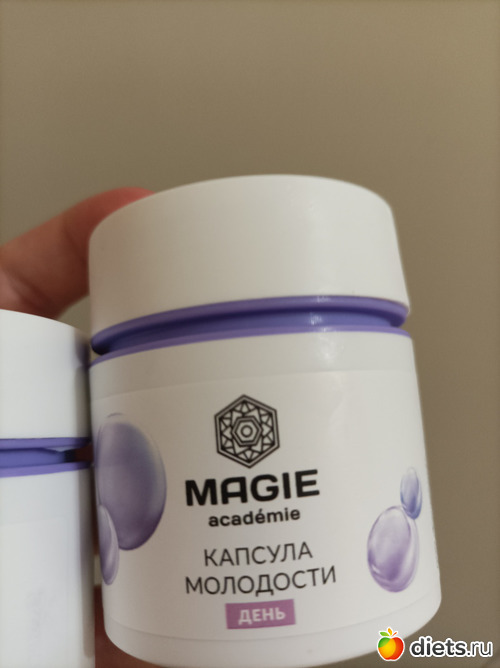 MAGIE
académie
КАПСУЛА
МОЛОДОСТИ
ДЕНЬ
diets.ru